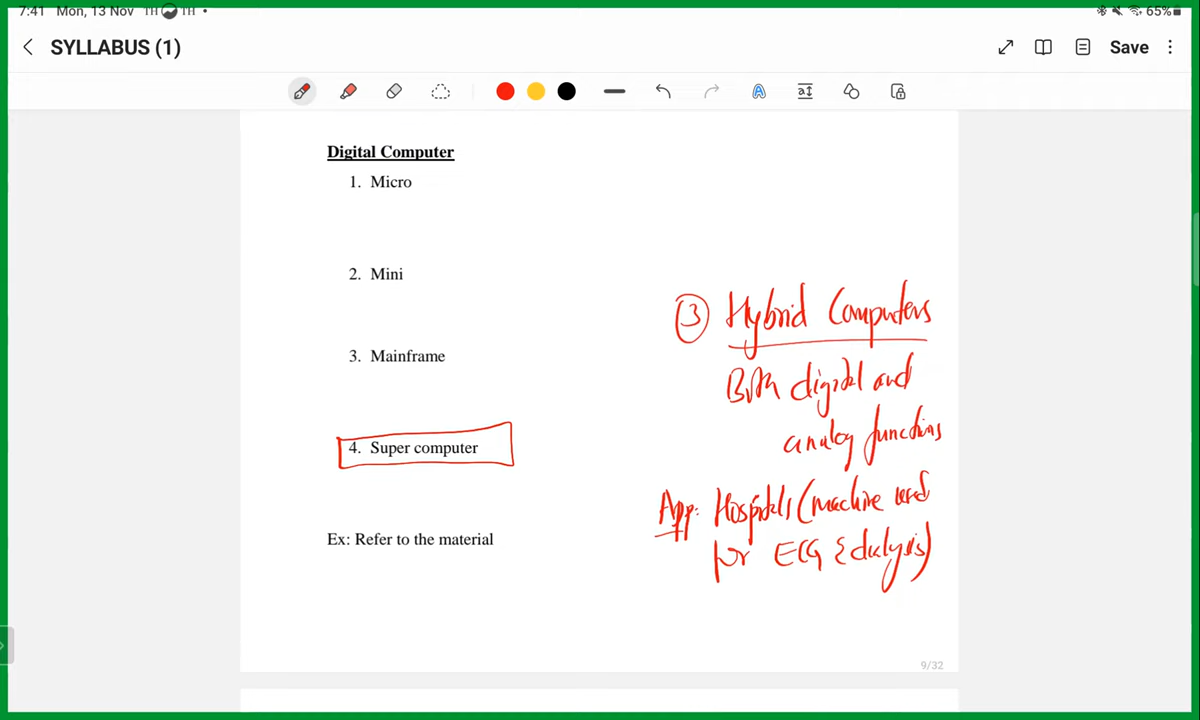 7:41 Mon, 13 Nov TH TH •
65%
SYLLABUS (1)
Save
Digital Computer
1. Micro
2. Mini
3. Mainframe
4. Super computer
Ex: Refer to the material
③ Hybrid Computers
Both digital and
analog functions
App: Hospitals (machine used
for ECG & dialysis)
9/32